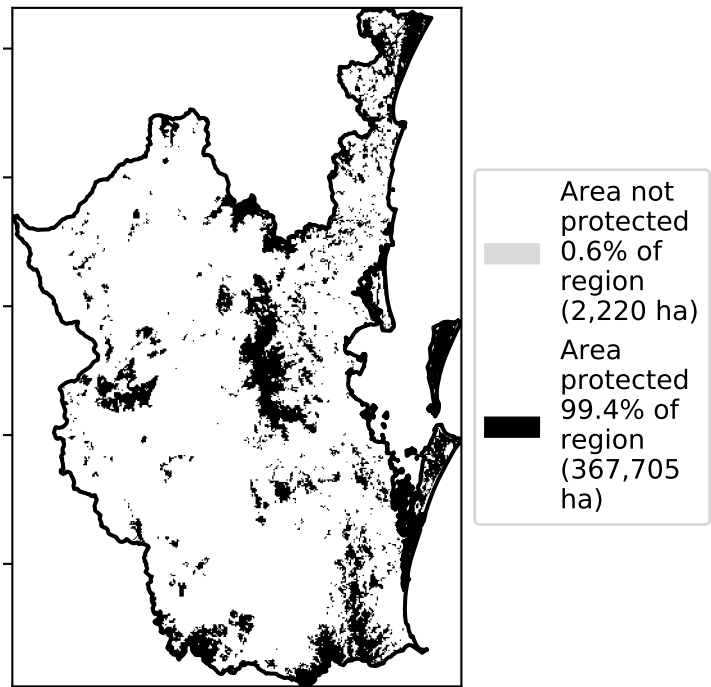 Area not
protected
0.6% of
region
(2,220 ha)
Area
protected
99.4% of
region
(367,705
ha)